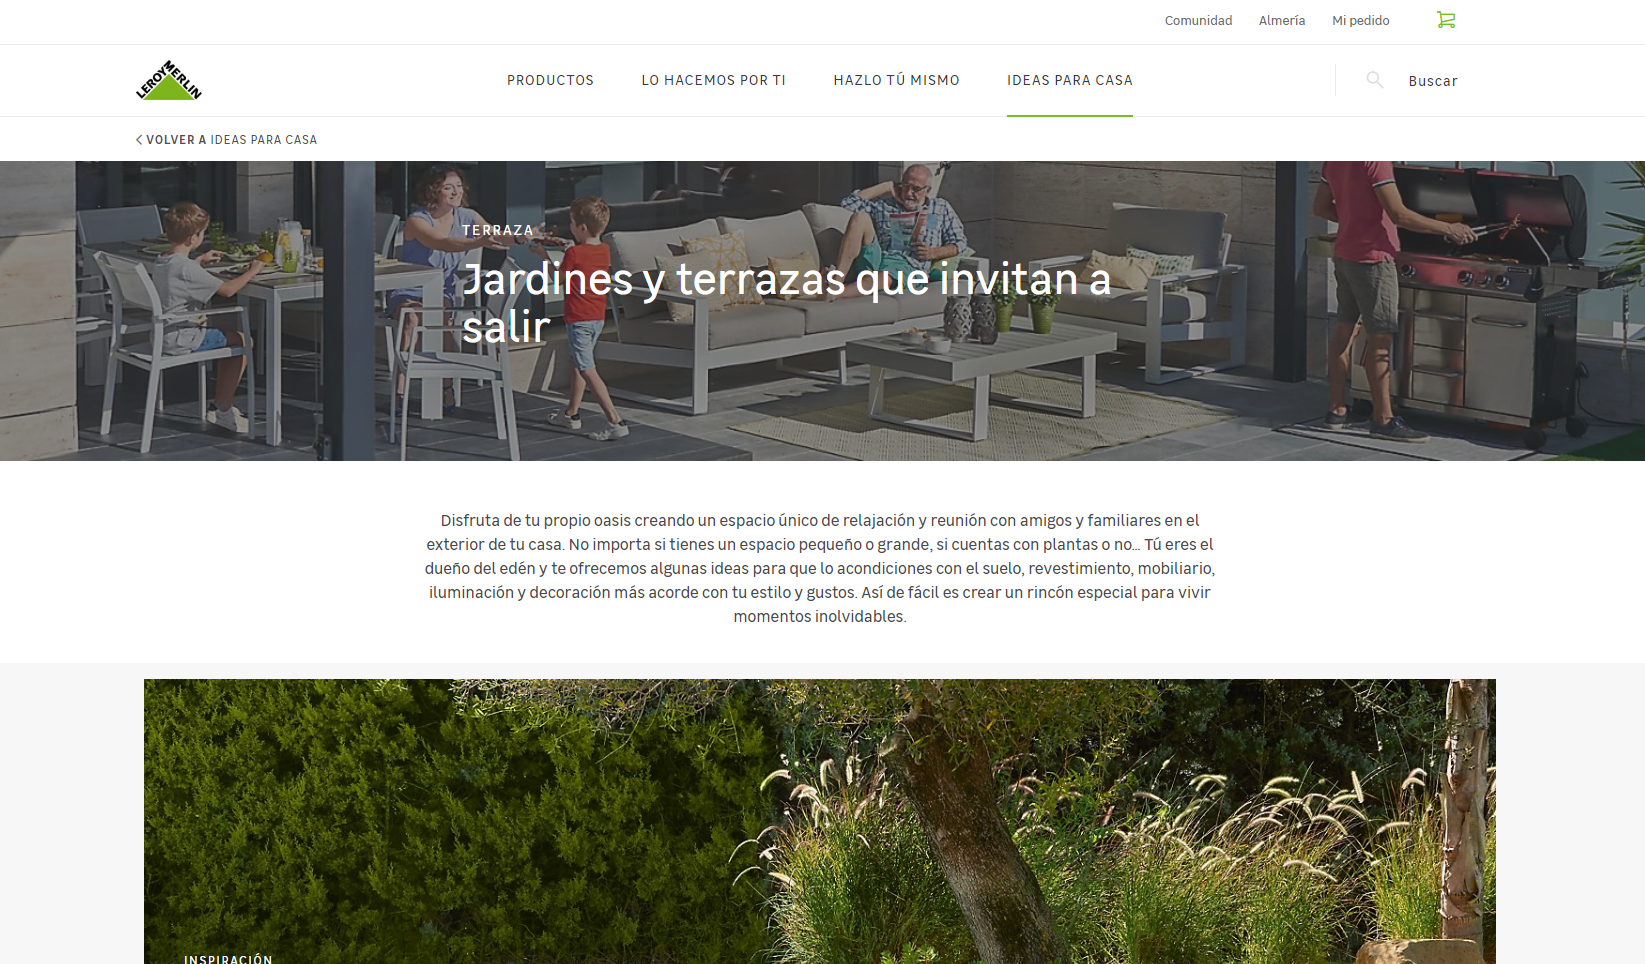 Comunidad Almería Mi pedido
LEROY MERLIN
PRODUCTOS LO HACEMOS POR TI HAZLO TÚ MISMO IDEAS PARA CASA Buscar
VOLVER A IDEAS PARA CASA
TERRAZA
Jardines y terrazas que invitan a
salir
Disfruta de tu propio oasis creando un espacio único de relajación y reunión con amigos y familiares en el
exterior de tu casa. No importa si tienes un espacio pequeño o grande, si cuentas con plantas o no... Tú eres el
dueño del edén y te ofrecemos algunas ideas para que lo acondiciones con el suelo, revestimiento, mobiliario,
iluminación y decoración más acorde con tu estilo y gustos. Así de fácil es crear un rincón especial para vivir
momentos inolvidables.
INSPIRACIÓN